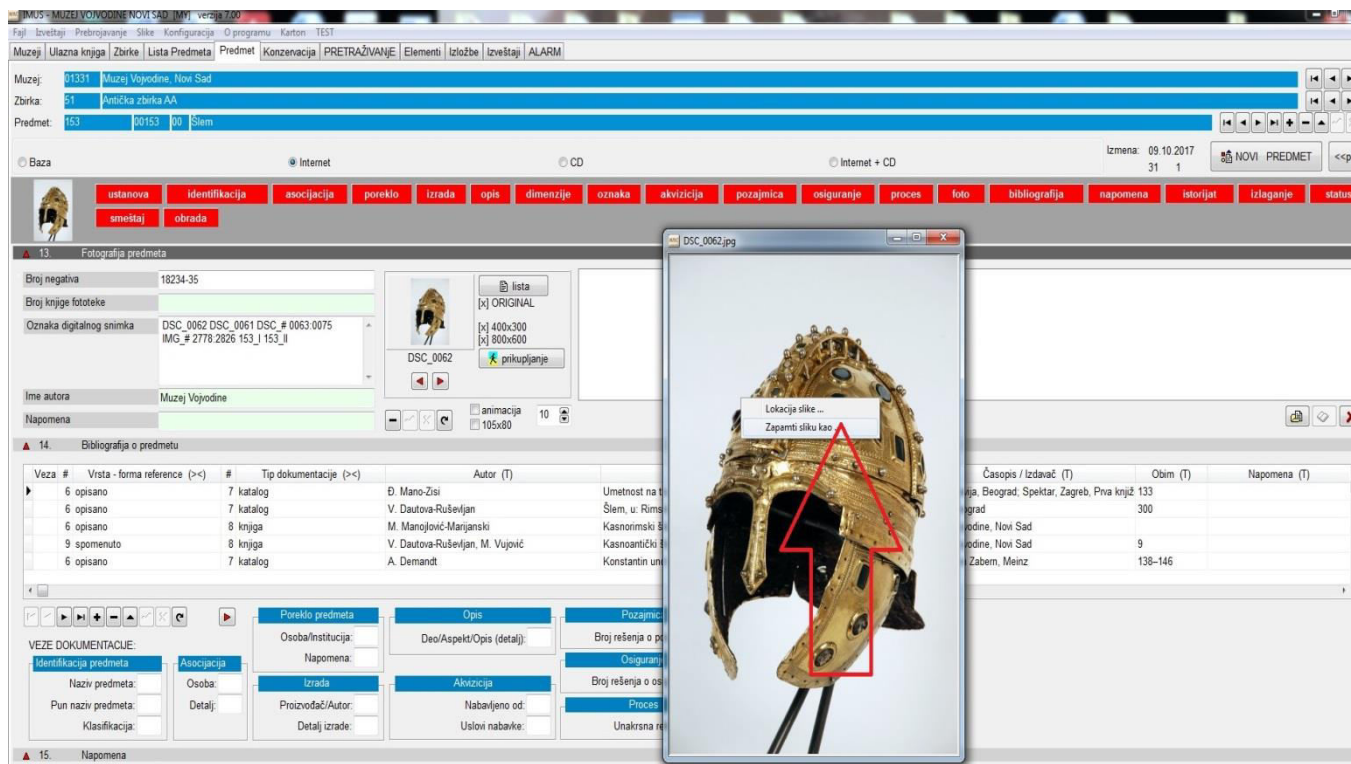 IMUS - MUZEJ VOJVODINE NOVI SAD [MY] verzija 7.00
Fajl Izveštaji Prebrojavanje Slike Konfiguracija O programu Karton TEST
Muzeji Ulazna knjiga Zbirke Lista Predmeta Predmet Konzervacija PRETRAŽIVANjE Elementi Izložbe Izveštaji ALARM
Muzej: 01331 Muzej Vojvodine, Novi Sad
Zbirka: 51 Antička zbirka AA
Predmet: 153 00153 00 Šlem
Baza Internet CD Internet + CD
Izmena: 09.10.2017
31 1
NOVI PREDMET <<p
ustanova identifikacija asocijacija poreklo izrada opis dimenzije oznaka akvizicija pozajmica osiguranje proces foto bibliografija napomena istorijat izlaganje status
smeštaj obrada
DSC_0062.jpg
13. Fotografija predmeta
Broj negativa 18234-35
Broj knjige fototeke
Oznaka digitalnog snimka DSC_0062 DSC_0061 DSC_# 0063:0075
IMG_# 2778:2826 153_I 153_II
lista
[x] ORIGINAL
[x] 400x300
[x] 800x600
DSC_0062 prikupljanje
Ime autora Muzej Vojvodine
Napomena
animacija 10
105x80
Lokacija slike ...
Zapamti sliku kao
14. Bibliografija o predmetu
Veza # Vrsta - forma reference (><) # Tip dokumentacije (><) Autor (T) Časopis / Izdavač (T) Obim (T) Napomena (T)
6 opisano 7 katalog Đ. Mano-Zisi Umetnost na t ija, Beograd; Spektar, Zagreb, Prva knjiž 133
6 opisano 7 katalog V. Dautova-Ruševljan Šlem, u: Rims grad 300
6 opisano 8 knjiga M. Manojlović-Marijanski Kasnorimski š vodine, Novi Sad
9 spomenuto 8 knjiga V. Dautova-Ruševljan, M. Vujović Kasnoantički š vodine, Novi Sad 9
6 opisano 7 katalog A. Demandt Konstantin und Zabern, Meinz 138–146
VEZE DOKUMENTACIJE:
Identifikacija predmeta
Naziv predmeta:
Pun naziv predmeta:
Klasifikacija:
Asocijacija
Osoba:
Detalj:
Poreklo predmeta
Osoba/Institucija:
Napomena:
Izrada
Proizvođač/Autor:
Detalj izrade:
Opis
Deo/Aspekt/Opis (detalj):
Akvizicija
Nabavljeno od:
Uslovi nabavke:
Pozajmic
Broj rešenja o po
Osiguranj
Broj rešenja o os
Proces
Unakrsna re
15. Napomena